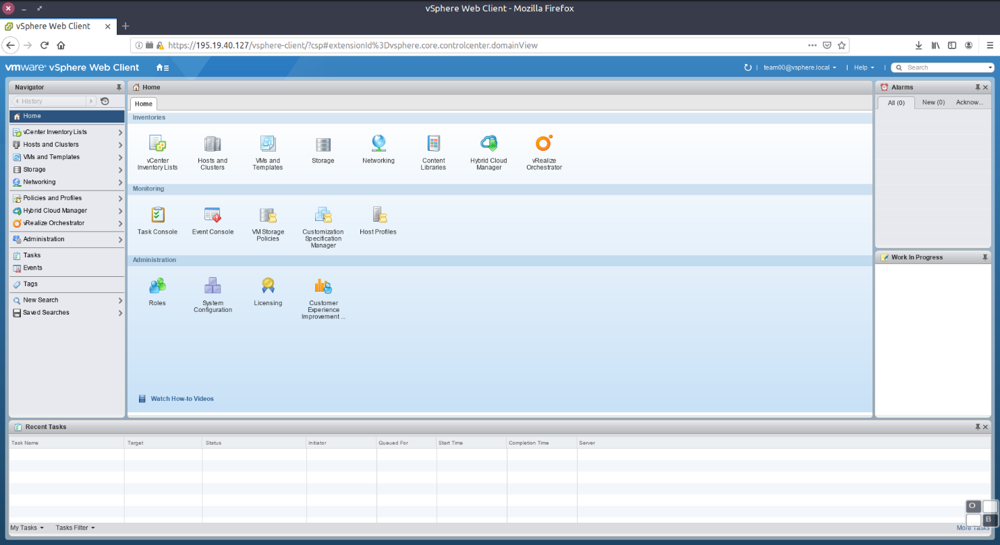 vSphere Web Client - Mozilla Firefox
vSphere Web Client
https://195.19.40.127/vsphere-client/?csp#extensionId%3Dvsphere.core.controlcenter.domainView
vmware® vSphere Web Client
team00@vsphere.local
Help
Search
Navigator
History
Home
vCenter Inventory Lists
Hosts and Clusters
VMs and Templates
Storage
Networking
Policies and Profiles
Hybrid Cloud Manager
vRealize Orchestrator
Administration
Tasks
Events
Tags
New Search
Saved Searches
Home
Home
Inventories
vCenter
Inventory Lists
Hosts and
Clusters
VMs and
Templates
Storage
Networking
Content
Libraries
Hybrid Cloud
Manager
vRealize
Orchestrator
Monitoring
Task Console
Event Console
VM Storage
Policies
Customization
Specification
Manager
Host Profiles
Administration
Roles
System
Configuration
Licensing
Customer
Experience
Improvement ...
Watch How-to Videos
Alarms
All (0)
New (0)
Acknow...
Work In Progress
Recent Tasks
Task Name
Target
Status
Initiator
Queued For
Start Time
Completion Time
Server
My Tasks
Tasks Filter
More Tasks
O
B